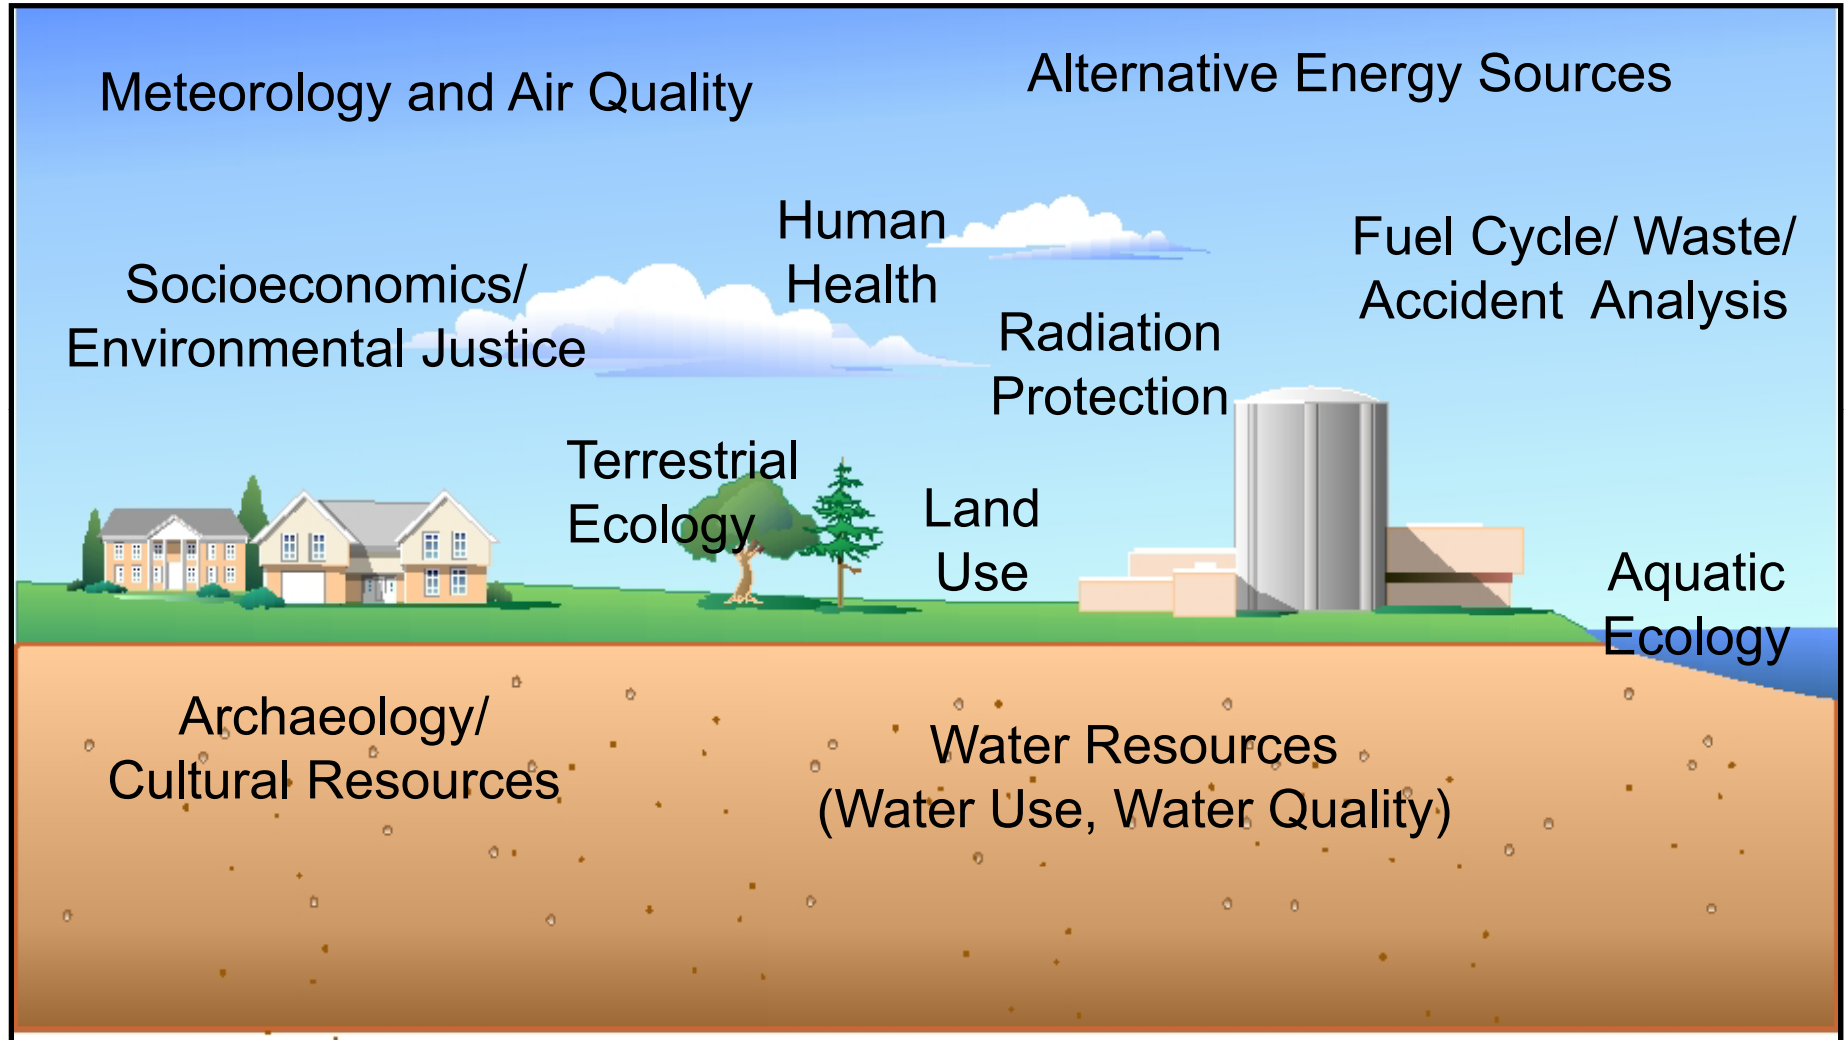 Meteorology and Air Quality
Alternative Energy Sources
Human
Health
Fuel Cycle/ Waste/
Accident  Analysis
Socioeconomics/
Environmental Justice
Radiation
Protection
Terrestrial
Ecology
Land
Use
Aquatic
Ecology
Archaeology/
Cultural Resources
Water Resources
(Water Use, Water Quality)